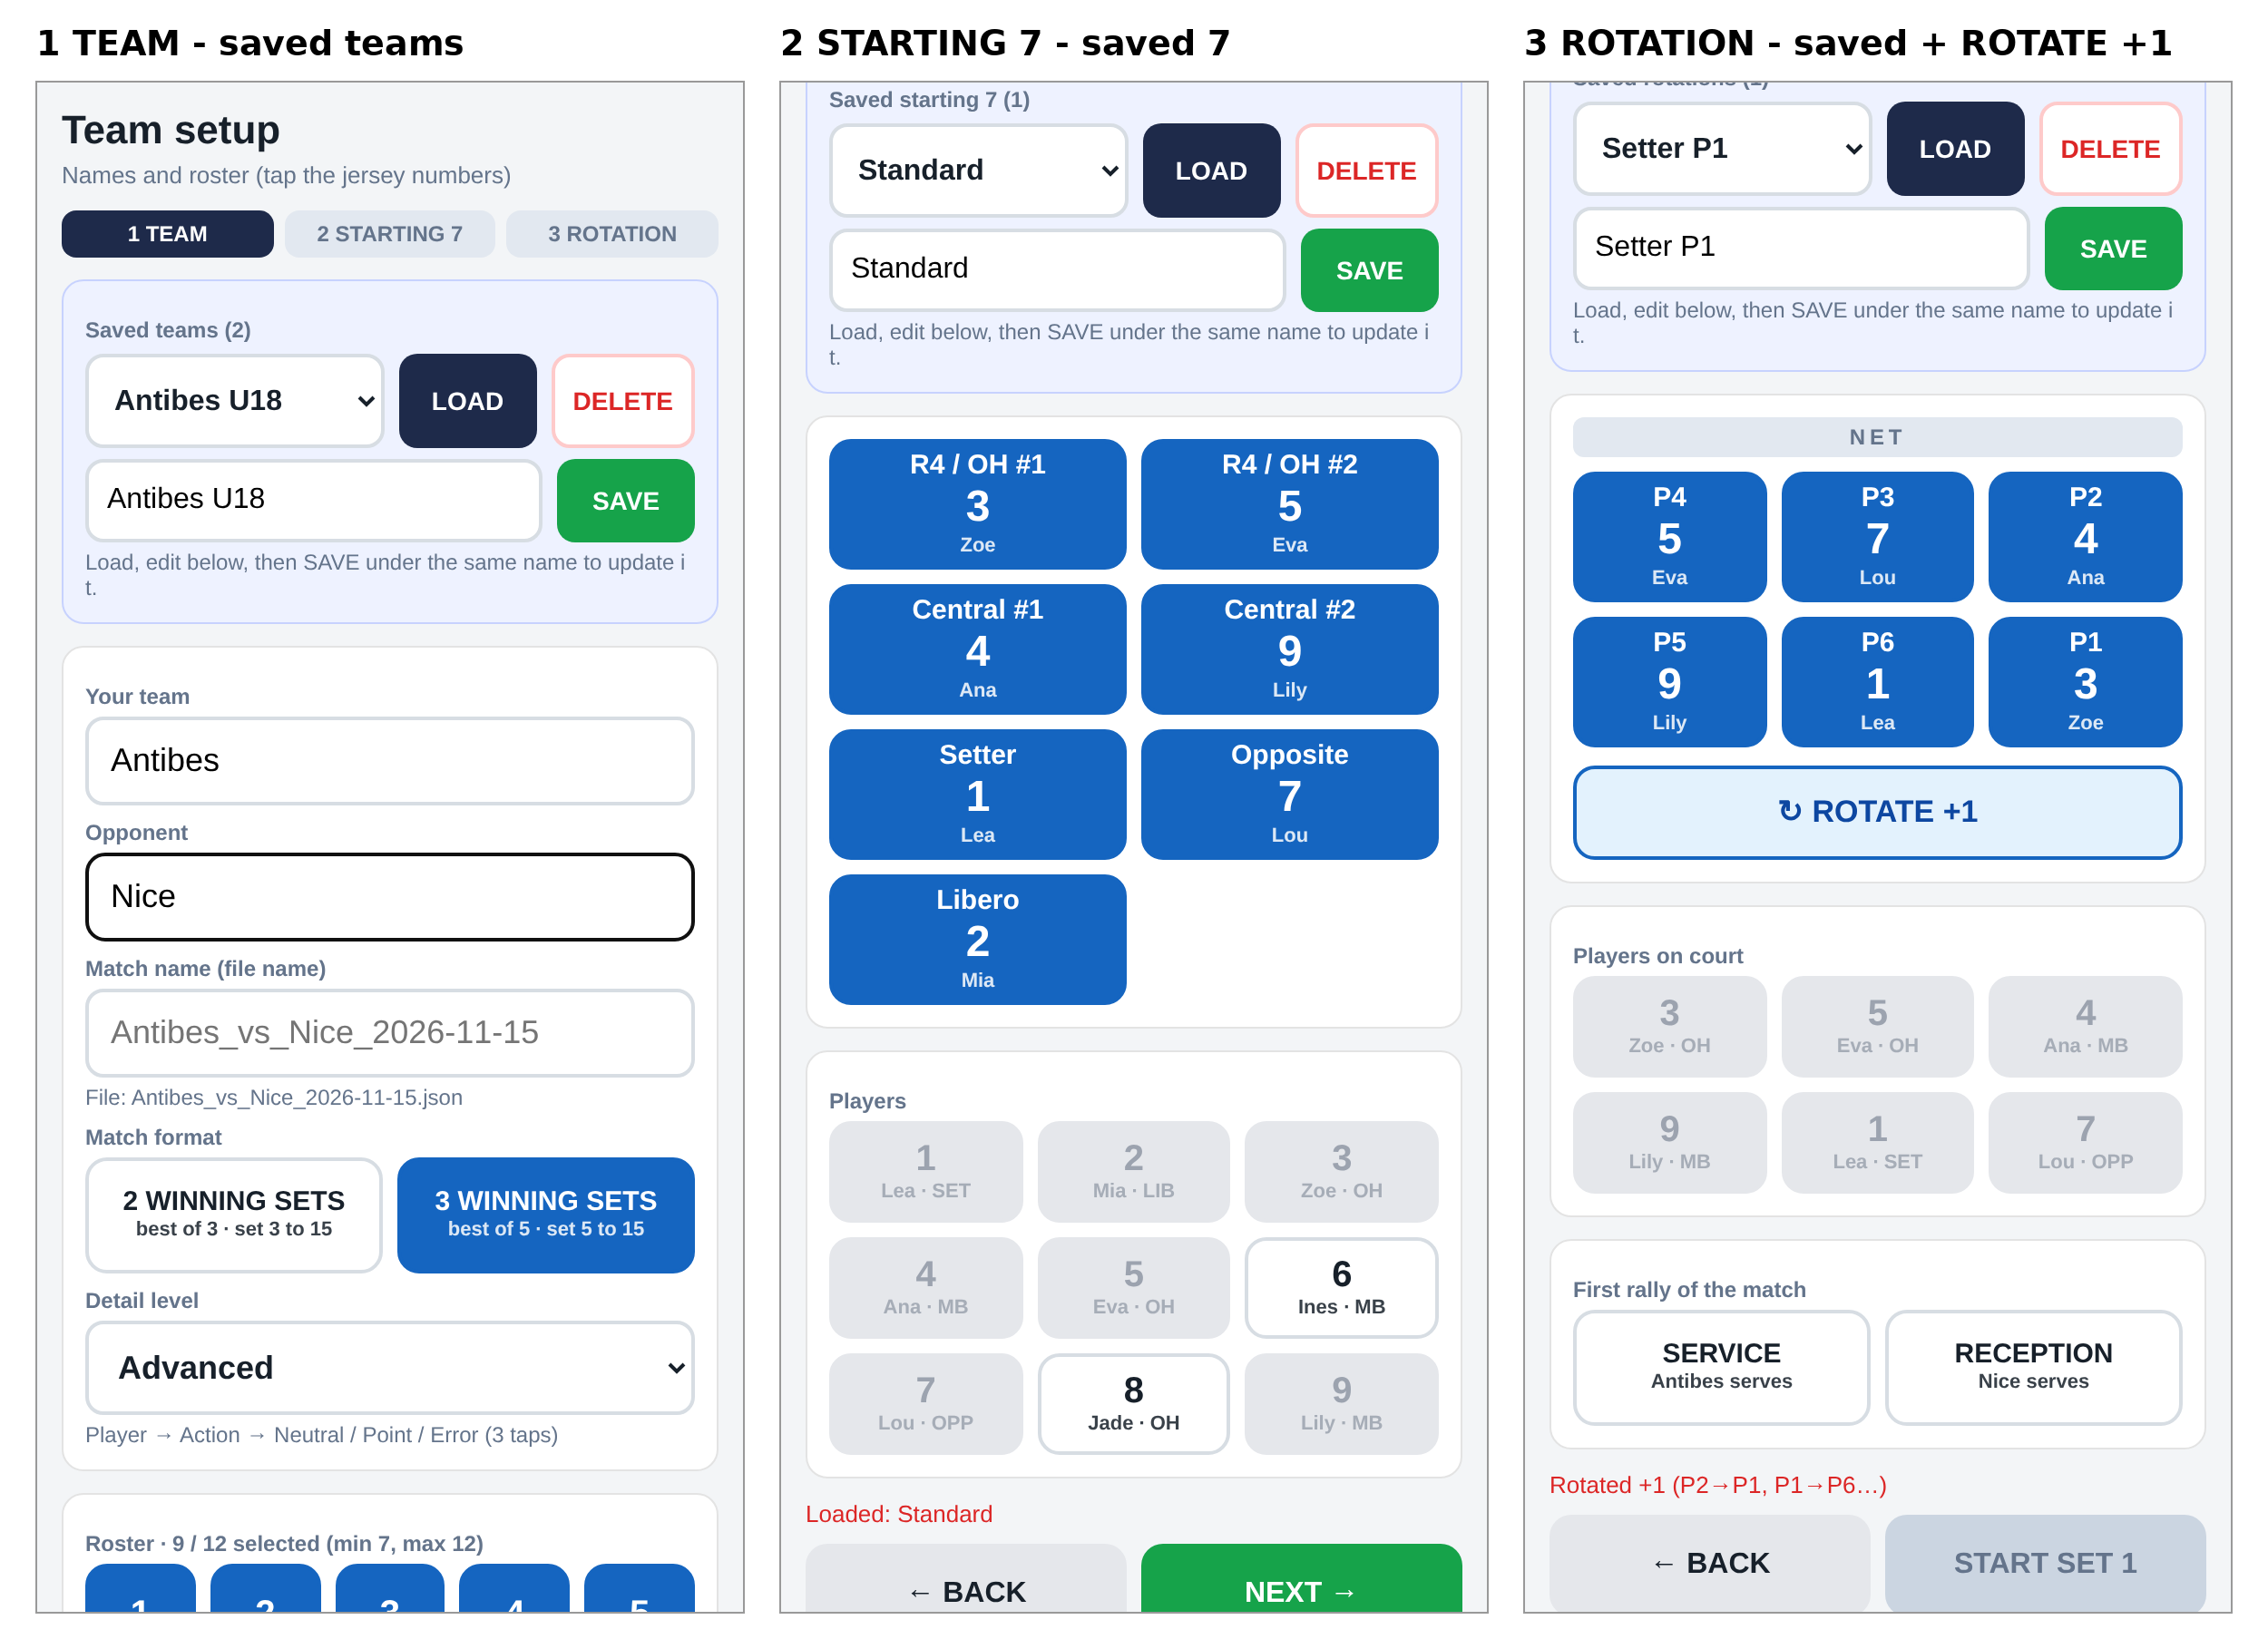 1 TEAM - saved teams
Team setup
Names and roster (tap the jersey numbers)
1 TEAM
2 STARTING 7
3 ROTATION
Saved teams (2)
Antibes U18
LOAD
DELETE
Antibes U18
SAVE
Load, edit below, then SAVE under the same name to update i
t.
Your team
Antibes
Opponent
Nice
Match name (file name)
Antibes_vs_Nice_2026-11-15
File: Antibes_vs_Nice_2026-11-15.json
Match format
2 WINNING SETS
best of 3 · set 3 to 15
3 WINNING SETS
best of 5 · set 5 to 15
Detail level
Advanced
Player → Action → Neutral / Point / Error (3 taps)
Roster · 9 / 12 selected (min 7, max 12)
1 2 3 4 5
2 STARTING 7 - saved 7
Saved starting 7 (1)
Standard
LOAD
DELETE
Standard
SAVE
Load, edit below, then SAVE under the same name to update i
t.
R4 / OH #1
3
Zoe
R4 / OH #2
5
Eva
Central #1
4
Ana
Central #2
9
Lily
Setter
1
Lea
Opposite
7
Lou
Libero
2
Mia
Players
1
Lea · SET
2
Mia · LIB
3
Zoe · OH
4
Ana · MB
5
Eva · OH
6
Ines · MB
7
Lou · OPP
8
Jade · OH
9
Lily · MB
Loaded: Standard
← BACK
NEXT →
3 ROTATION - saved + ROTATE +1
Saved rotations (1)
Setter P1
LOAD
DELETE
Setter P1
SAVE
Load, edit below, then SAVE under the same name to update i
t.
NET
P4
5
Eva
P3
7
Lou
P2
4
Ana
P5
9
Lily
P6
1
Lea
P1
3
Zoe
↻ ROTATE +1
Players on court
3
Zoe · OH
5
Eva · OH
4
Ana · MB
9
Lily · MB
1
Lea · SET
7
Lou · OPP
First rally of the match
SERVICE
Antibes serves
RECEPTION
Nice serves
Rotated +1 (P2→P1, P1→P6…)
← BACK
START SET 1